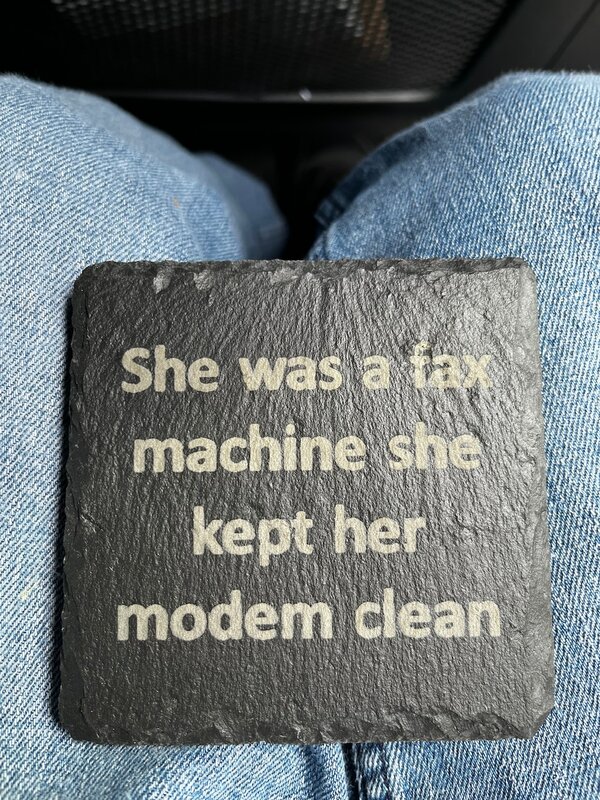 She was a fax
machine she
kept her
modem clean